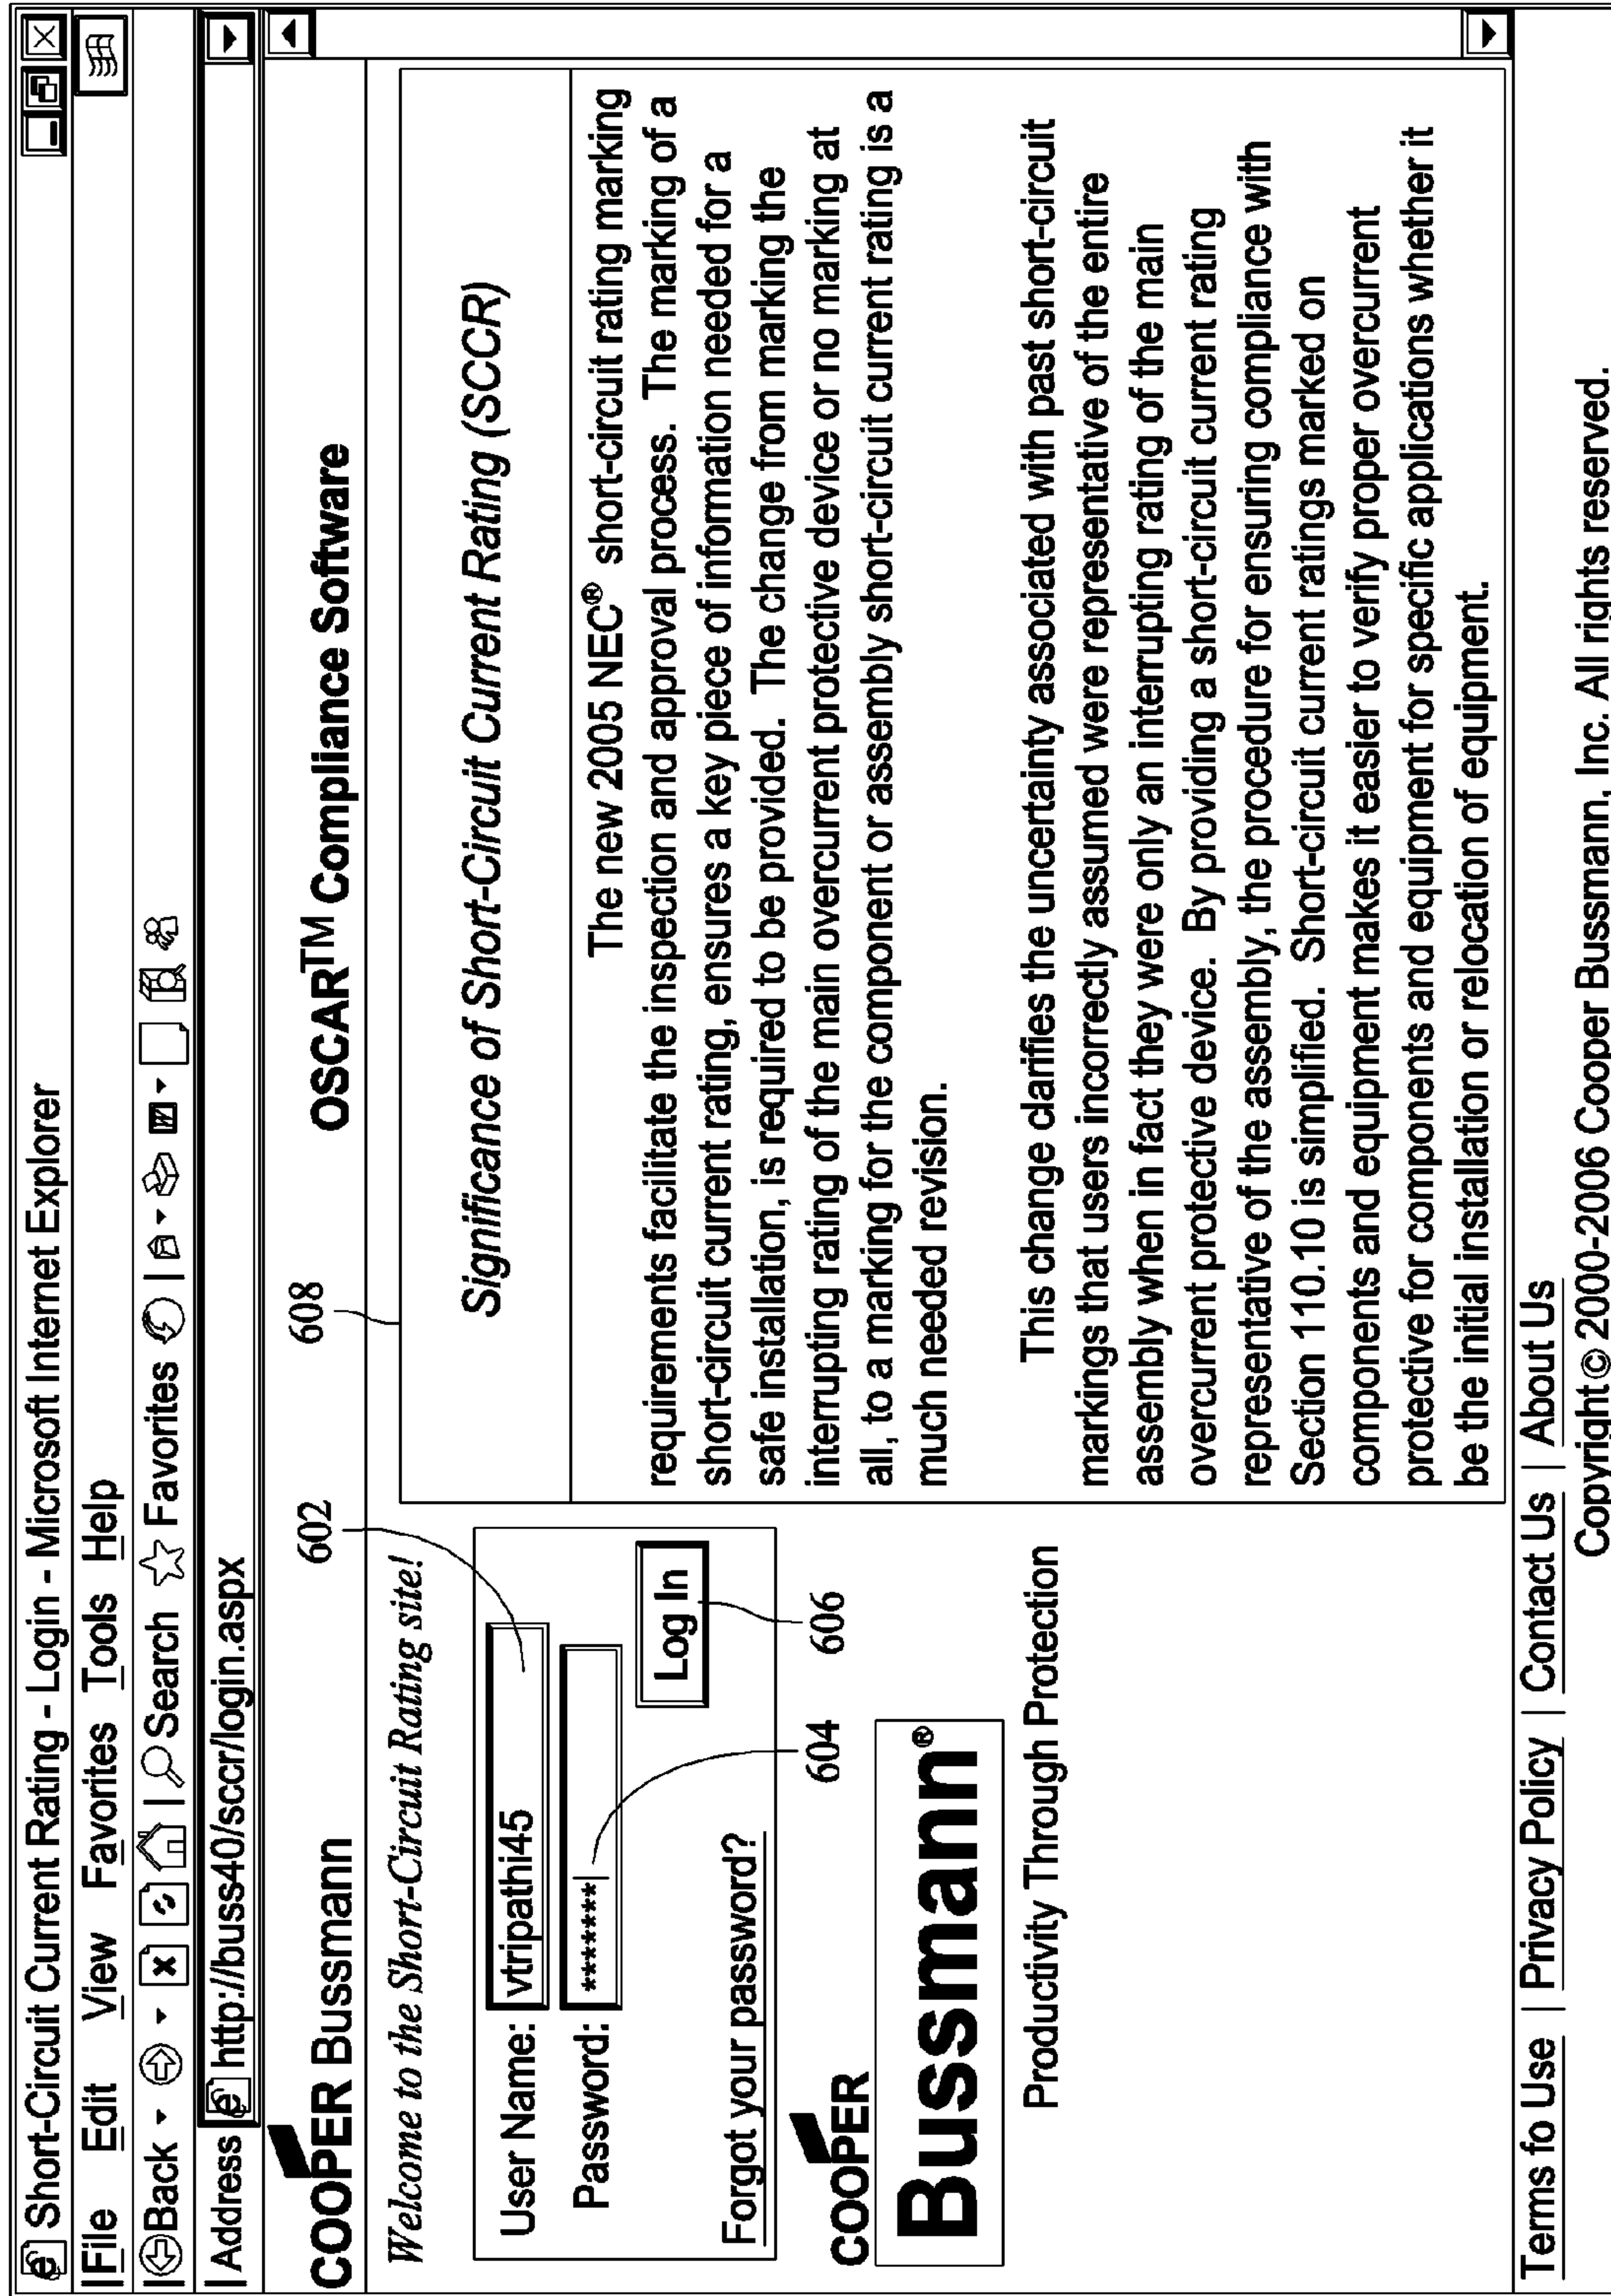 Short-Circuit Current Rating - Login - Microsoft Internet Explorer
File Edit View Favorites Tools Help
Back Search Favorites
Address http://buss40/sccr/login.aspx
COOPER Bussmann OSCAR™ Compliance Software
602
608
Welcome to the Short-Circuit Rating site!
User Name: vtripathi45
Password: *******
Log In
Forgot your password?
604
606
COOPER
Bussmann®
Productivity Through Protection
Significance of Short-Circuit Current Rating (SCCR)
The new 2005 NEC® short-circuit rating marking
requirements facilitate the inspection and approval process. The marking of a
short-circuit current rating, ensures a key piece of information needed for a
safe installation, is required to be provided. The change from marking the
interrupting rating of the main overcurrent protective device or no marking at
all, to a marking for the component or assembly short-circuit current rating is a
much needed revision.
This change clarifies the uncertainty associated with past short-circuit
markings that users incorrectly assumed were representative of the entire
assembly when in fact they were only an interrupting rating of the main
overcurrent protective device. By providing a short-circuit current rating
representative of the assembly, the procedure for ensuring compliance with
Section 110.10 is simplified. Short-circuit current ratings marked on
components and equipment makes it easier to verify proper overcurrent
protective for components and equipment for specific applications whether it
be the initial installation or relocation of equipment.
Terms fo Use | Privacy Policy | Contact Us | About Us
Copyright© 2000-2006 Cooper Bussmann, Inc. All rights reserved.